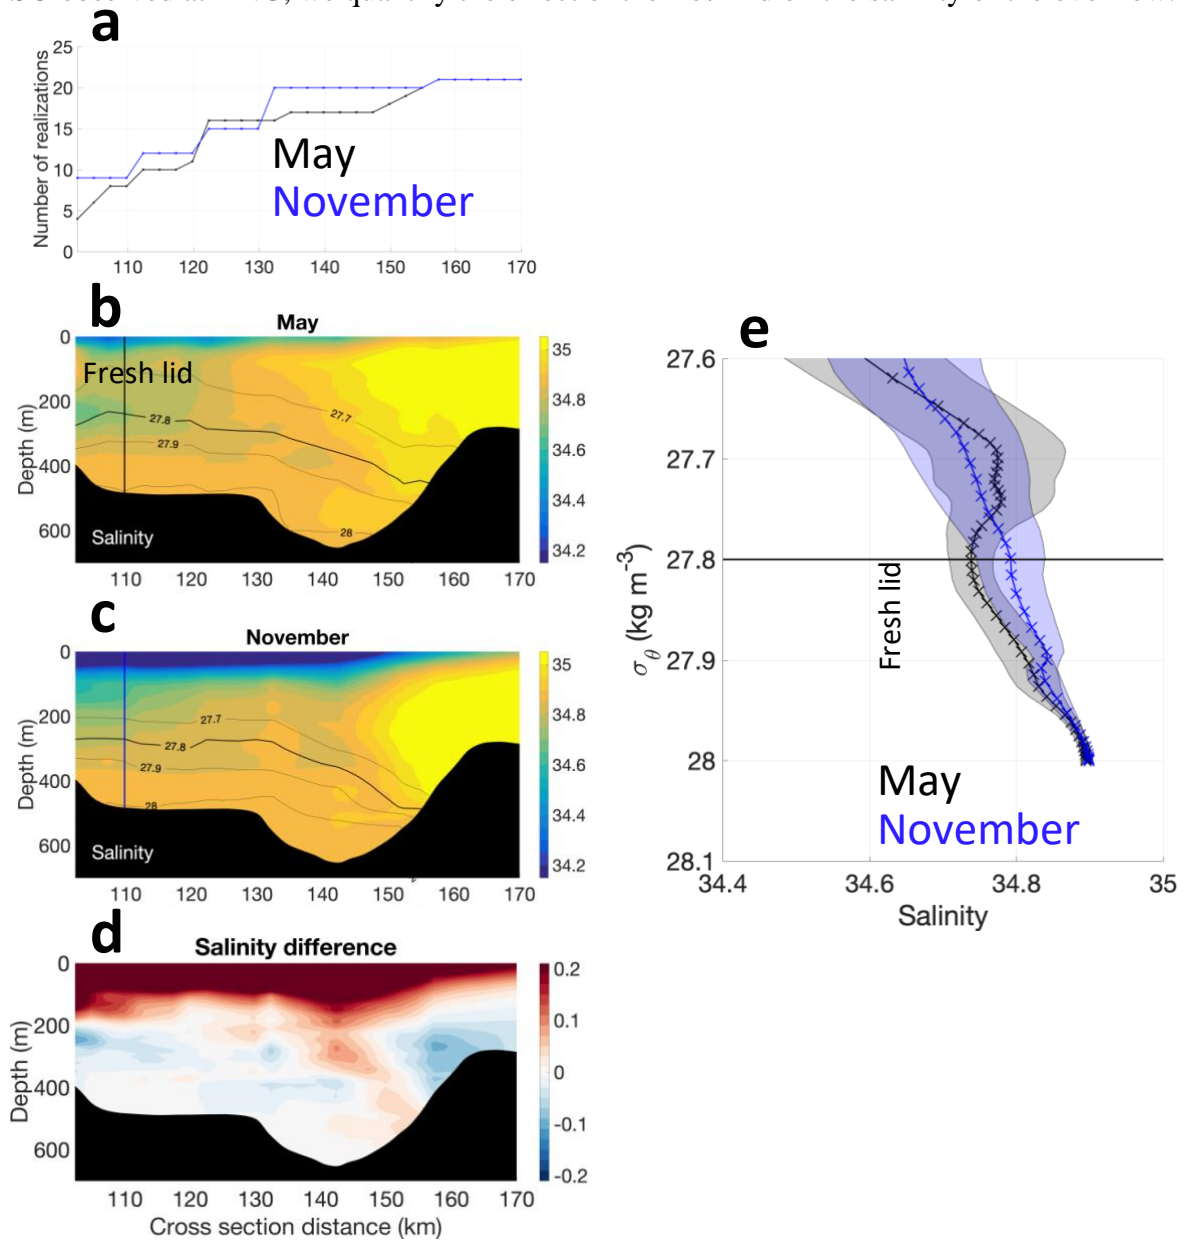 a
25
20
15
10
5
0
Number of realizations
May
November
110 120 130 140 150 160 170
b
May
0
200
400
600
Depth (m)
Fresh lid
27.7
27.8
27.9
28
Salinity
35
34.8
34.6
34.4
34.2
110 120 130 140 150 160 170
c
November
0
200
400
600
Depth (m)
27.7
27.8
27.9
28
Salinity
35
34.8
34.6
34.4
34.2
110 120 130 140 150 160 170
d
Salinity difference
0
200
400
600
Depth (m)
0.2
0.1
0
-0.1
-0.2
110 120 130 140 150 160 170
Cross section distance (km)
e
27.6
27.7
27.8
27.9
28
28.1
σθ (kg m-3)
Fresh lid
May
November
34.4 34.6 34.8 35
Salinity